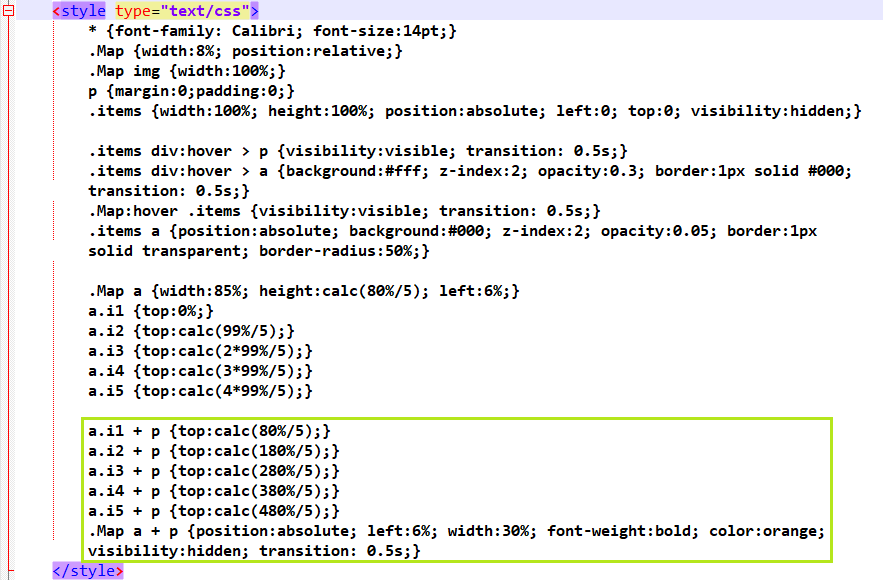 <style type="text/css">
* {font-family: Calibri; font-size:14pt;}
.Map {width:8%; position:relative;}
.Map img {width:100%;}
p {margin:0;padding:0;}
.items {width:100%; height:100%; position:absolute; left:0; top:0; visibility:hidden;}
.items div:hover > p {visibility:visible; transition: 0.5s;}
.items div:hover > a {background:#fff; z-index:2; opacity:0.3; border:1px solid #000;
transition: 0.5s;}
.Map:hover .items {visibility:visible; transition: 0.5s;}
.items a {position:absolute; background:#000; z-index:2; opacity:0.05; border:1px
solid transparent; border-radius:50%;}
.Map a {width:85%; height:calc(80%/5); left:6%;}
a.i1 {top:0%;}
a.i2 {top:calc(99%/5);}
a.i3 {top:calc(2*99%/5);}
a.i4 {top:calc(3*99%/5);}
a.i5 {top:calc(4*99%/5);}
a.i1 + p {top:calc(80%/5);}
a.i2 + p {top:calc(180%/5);}
a.i3 + p {top:calc(280%/5);}
a.i4 + p {top:calc(380%/5);}
a.i5 + p {top:calc(480%/5);}
.Map a + p {position:absolute; left:6%; width:30%; font-weight:bold; color:orange;
visibility:hidden; transition: 0.5s;}
</style>